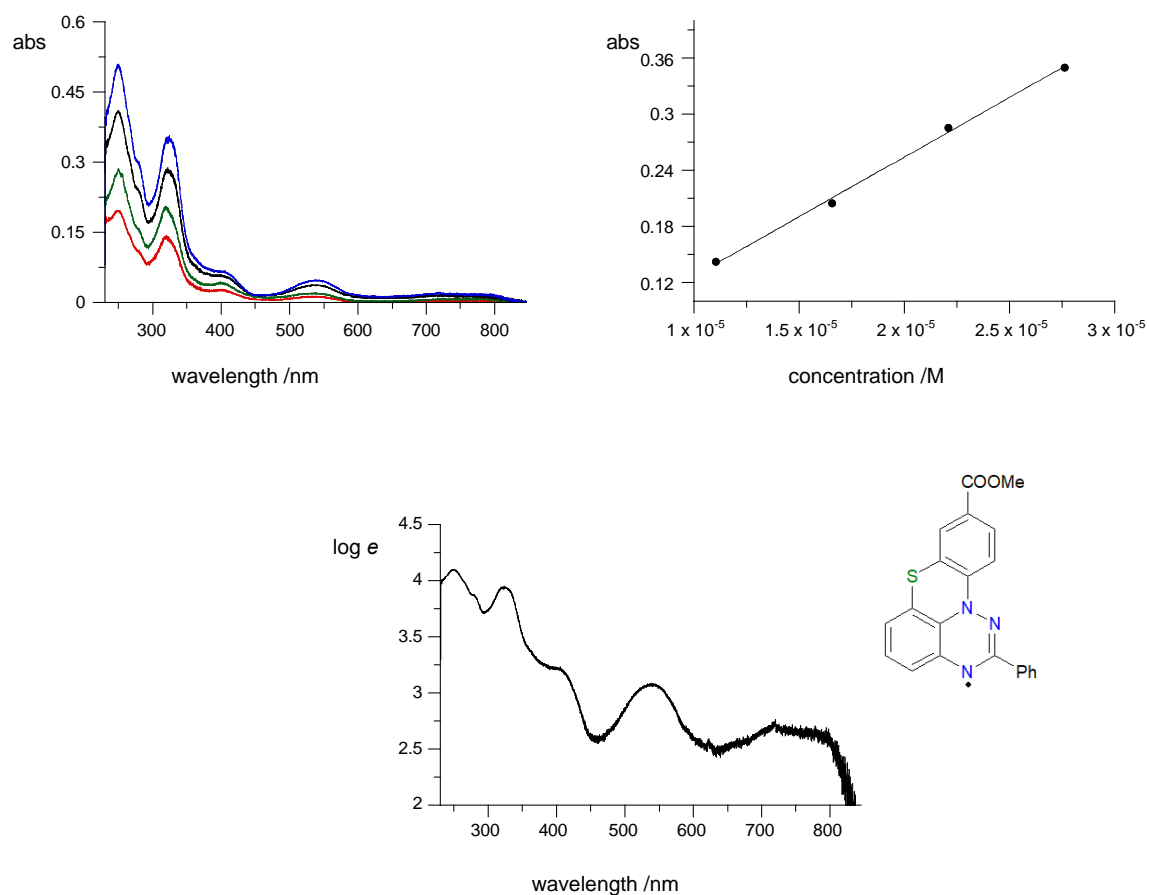 abs
0.6
0.45
0.3
0.15
0
300 400 500 600 700 800
wavelength /nm
abs
0.36
0.3
0.24
0.18
0.12
1 x 10⁻⁵ 1.5 x 10⁻⁵ 2 x 10⁻⁵ 2.5 x 10⁻⁵ 3 x 10⁻⁵
concentration /M
log e
4.5
4
3.5
3
2.5
2
300 400 500 600 700 800
wavelength /nm
COOMe
S
N
N
N
Ph